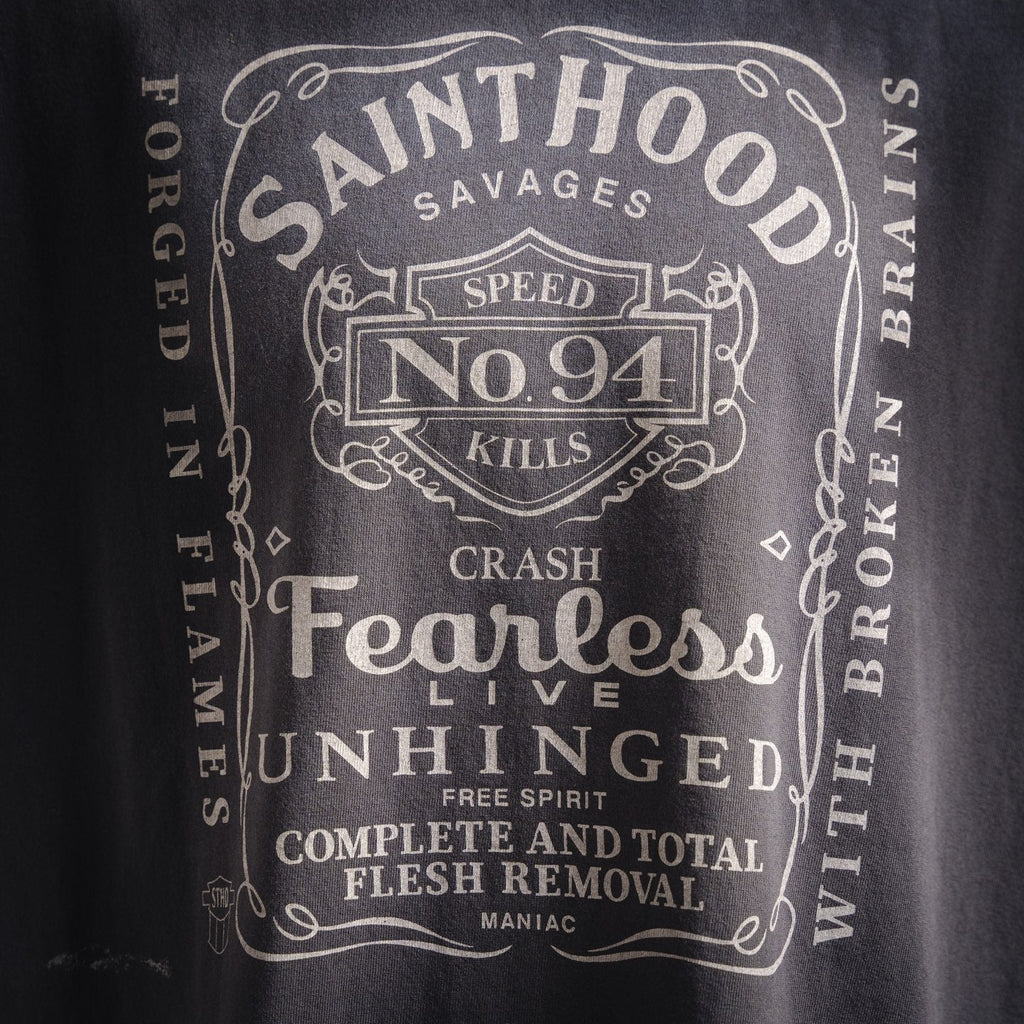 SAINTHOOD
SAVAGES
SPEED
No. 94
KILLS
CRASH
Fearless
LIVE
UNHINGED
FREE SPIRIT
COMPLETE AND TOTAL
FLESH REMOVAL
MANIAC
FORGED IN FLAMES
WITH BROKEN BRAINS
STHD